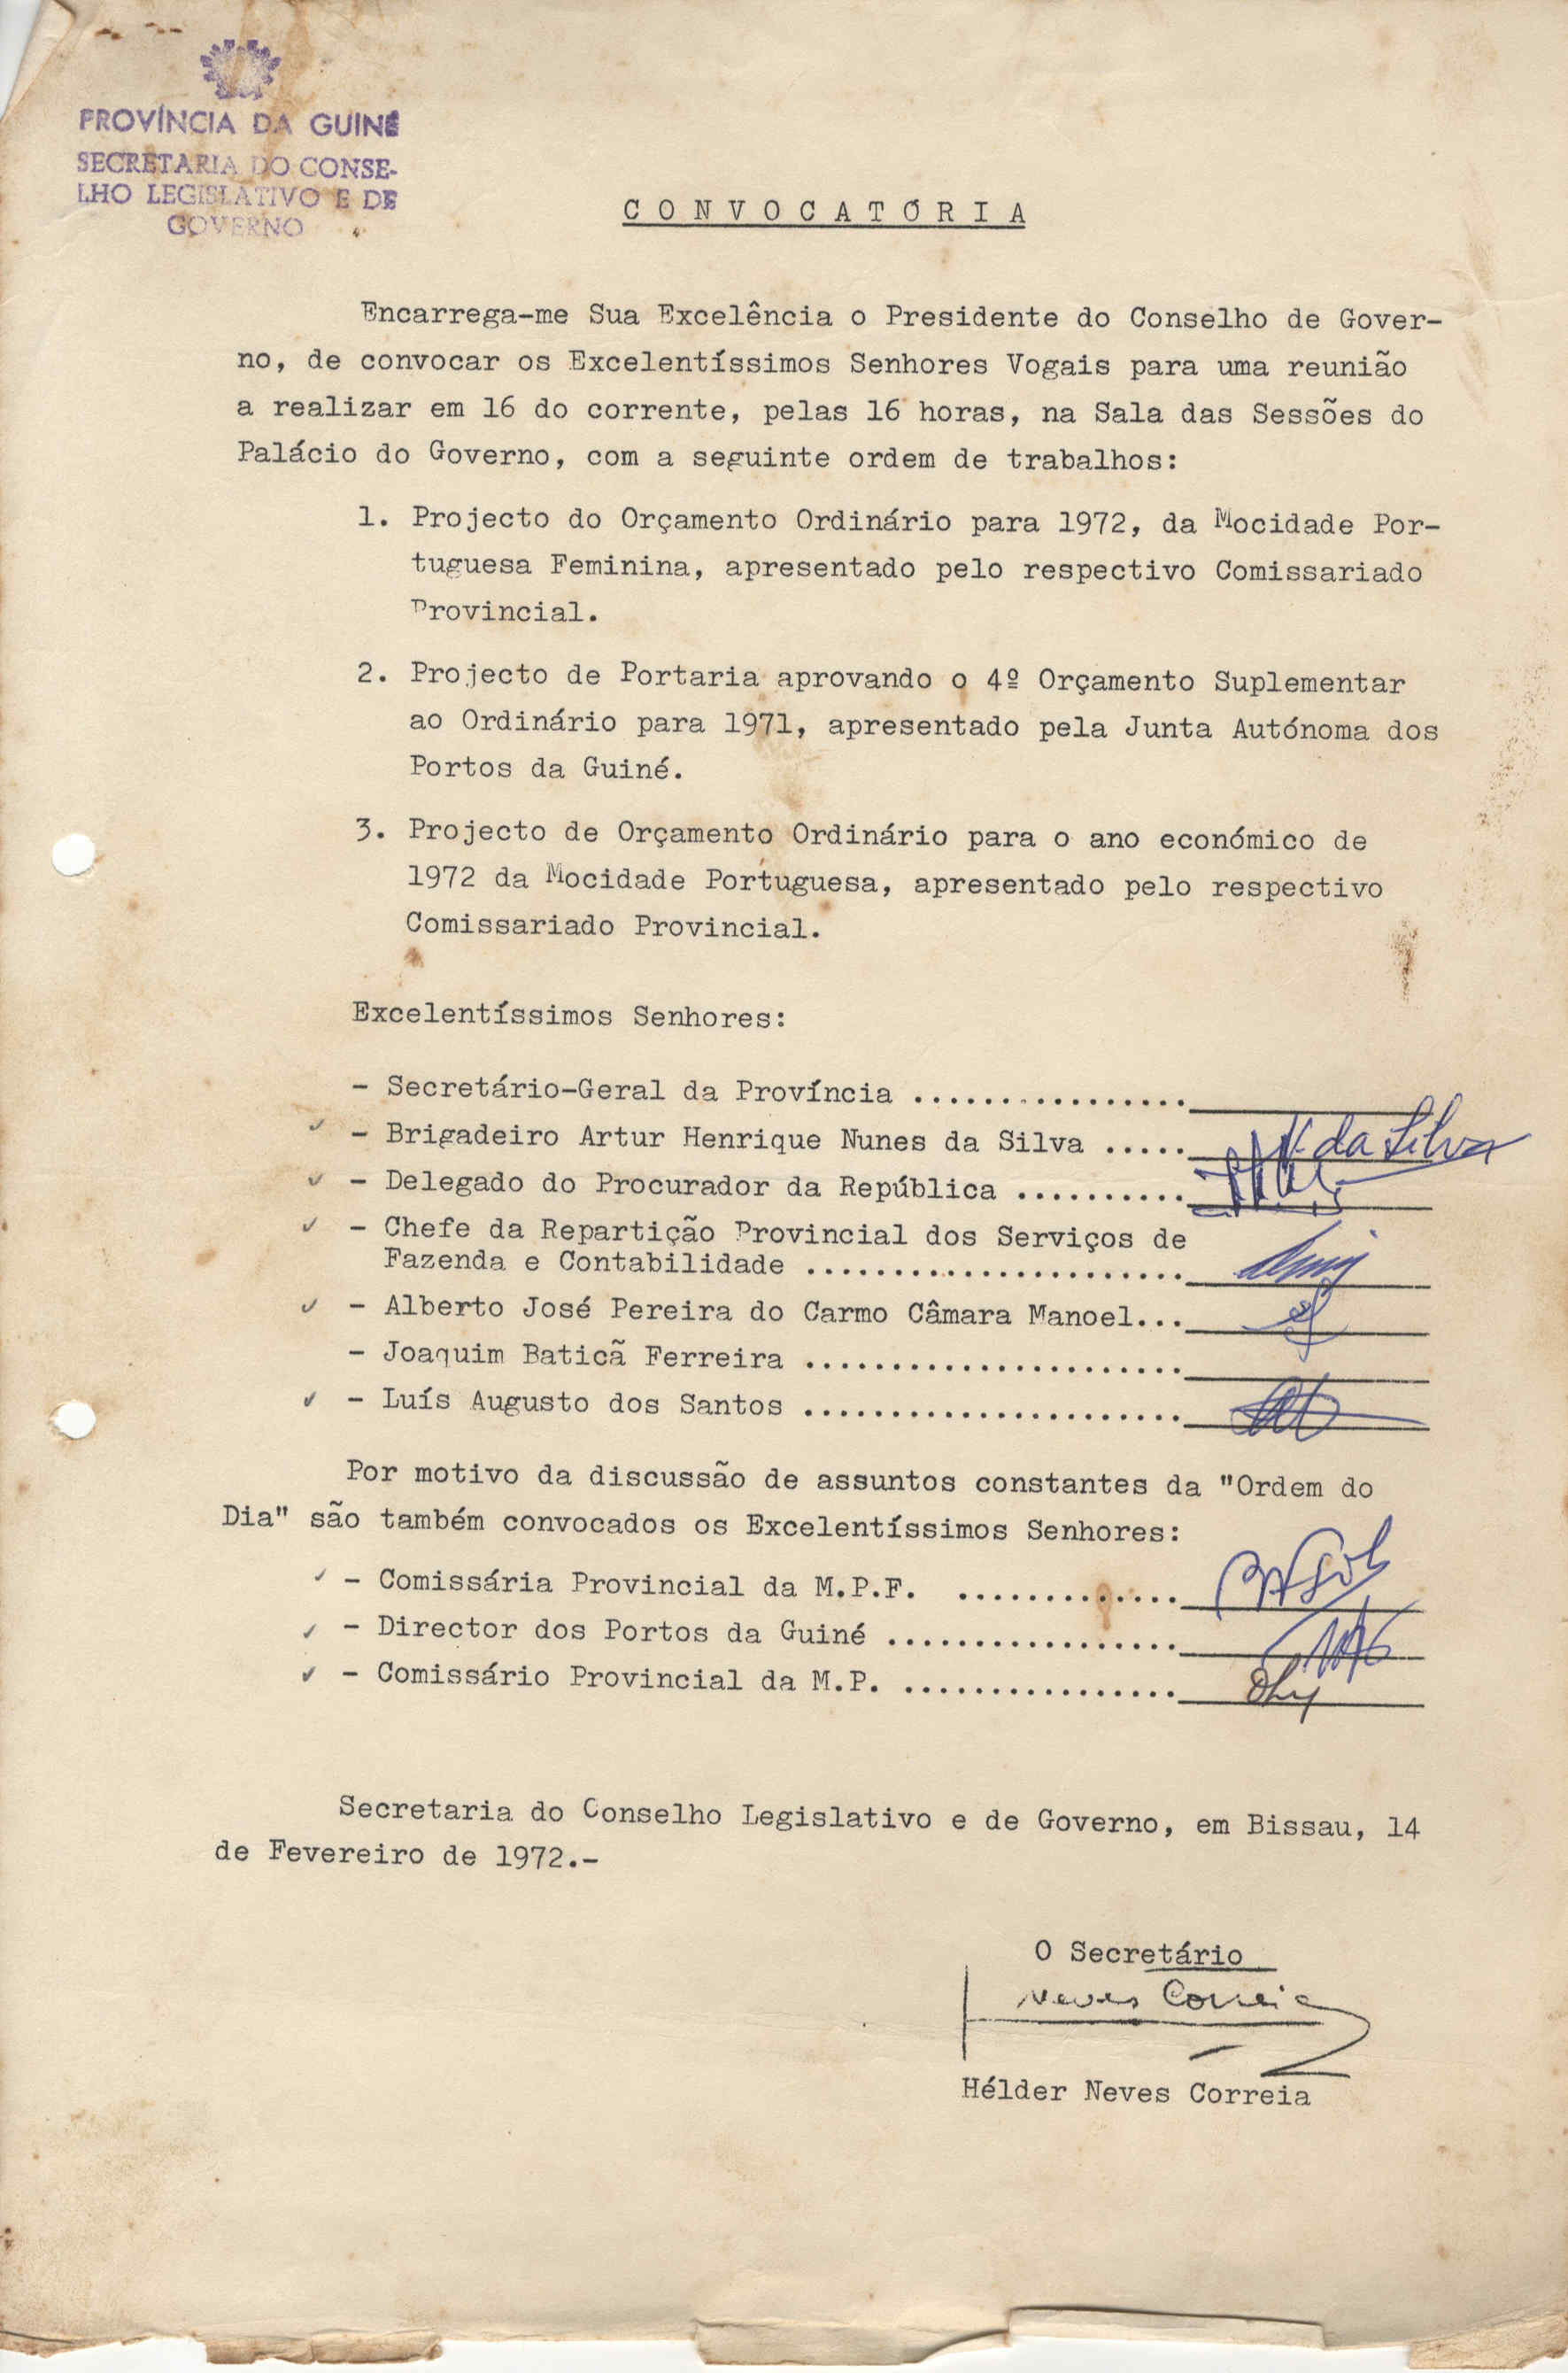 PROVÍNCIA DA GUINÉ
SECRETARIA DO CONSE-
LHO LEGISLATIVO E DE
GOVERNO
CONVOCATÓRIA
Encarrega-me Sua Excelência o Presidente do Conselho de Gover-
no, de convocar os Excelentíssimos Senhores Vogais para uma reunião
a realizar em 16 do corrente, pelas 16 horas, na Sala das Sessões do
Palácio do Governo, com a seguinte ordem de trabalhos:
1. Projecto do Orçamento Ordinário para 1972, da Mocidade Por-
tuguesa Feminina, apresentado pelo respectivo Comissariado
Provincial.
2. Projecto de Portaria aprovando o 4º Orçamento Suplementar
ao Ordinário para 1971, apresentado pela Junta Autónoma dos
Portos da Guiné.
3. Projecto de Orçamento Ordinário para o ano económico de
1972 da Mocidade Portuguesa, apresentado pelo respectivo
Comissariado Provincial.
Excelentíssimos Senhores:
- Secretário-Geral da Província ................
- Brigadeiro Artur Henrique Nunes da Silva ..... da Silva
- Delegado do Procurador da República ..........
- Chefe da Repartição Provincial dos Serviços de
Fazenda e Contabilidade ......................
- Alberto José Pereira do Carmo Câmara Manoel...
- Joaquim Baticã Ferreira ......................
- Luís Augusto dos Santos ......................
Por motivo da discussão de assuntos constantes da "Ordem do
Dia" são também convocados os Excelentíssimos Senhores:
- Comissária Provincial da M.P.F. .............
- Director dos Portos da Guiné .................
- Comissário Provincial da M.P. ................
Secretaria do Conselho Legislativo e de Governo, em Bissau, 14
de Fevereiro de 1972.-
O Secretário
Neves Correia
Hélder Neves Correia